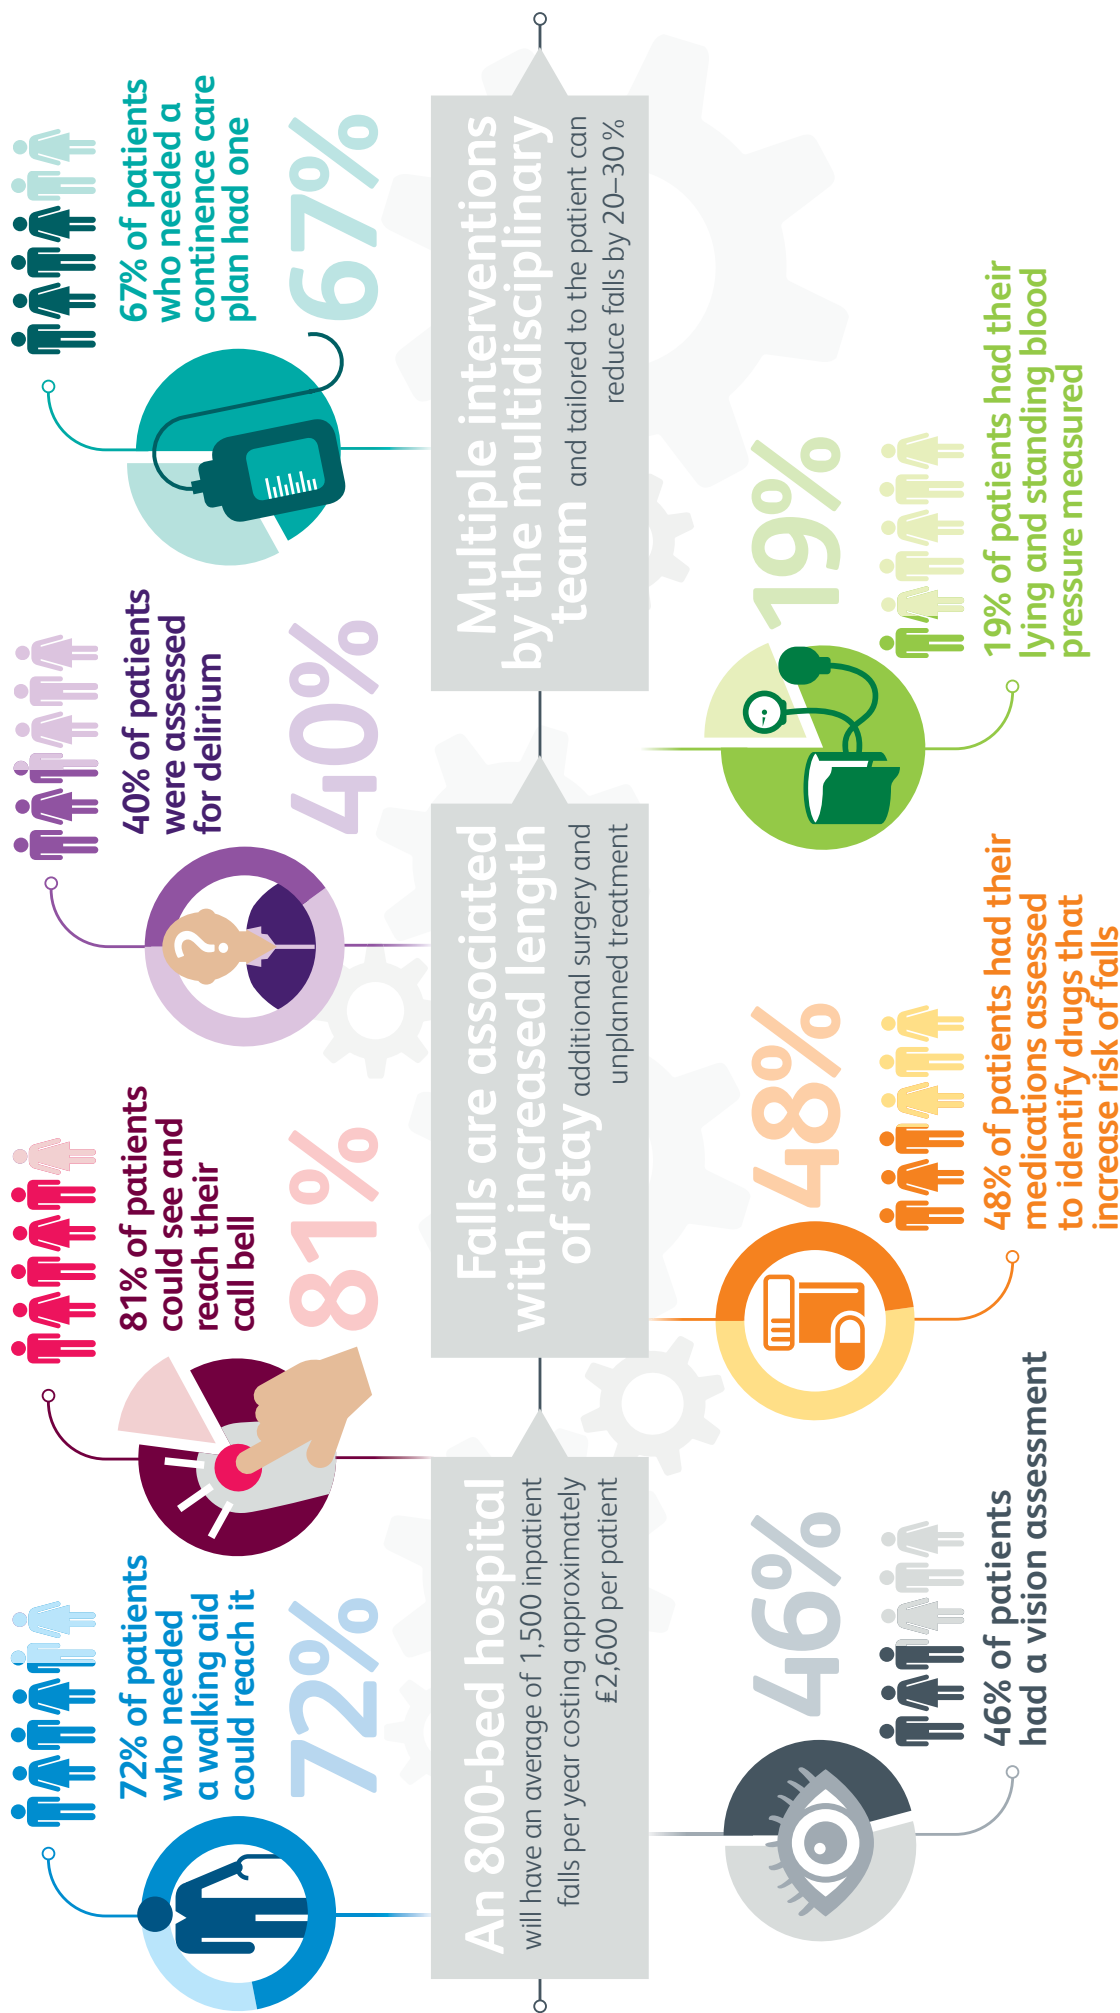 72% of patients
who needed
a walking aid
could reach it
72%
81% of patients
could see and
reach their
call bell
81%
40% of patients
were assessed
for delirium
40%
?
67% of patients
who needed a
continence care
plan had one
67%
An 800-bed hospital
will have an average of 1,500 inpatient
falls per year costing approximately
£2,600 per patient
Falls are associated
with increased length
of stay additional surgery and
unplanned treatment
Multiple interventions
by the multidisciplinary
team and tailored to the patient can
reduce falls by 20–30%
46%
46% of patients
had a vision assessment
48%
48% of patients had their
medications assessed
to identify drugs that
increase risk of falls
19%
19% of patients had their
lying and standing blood
pressure measured